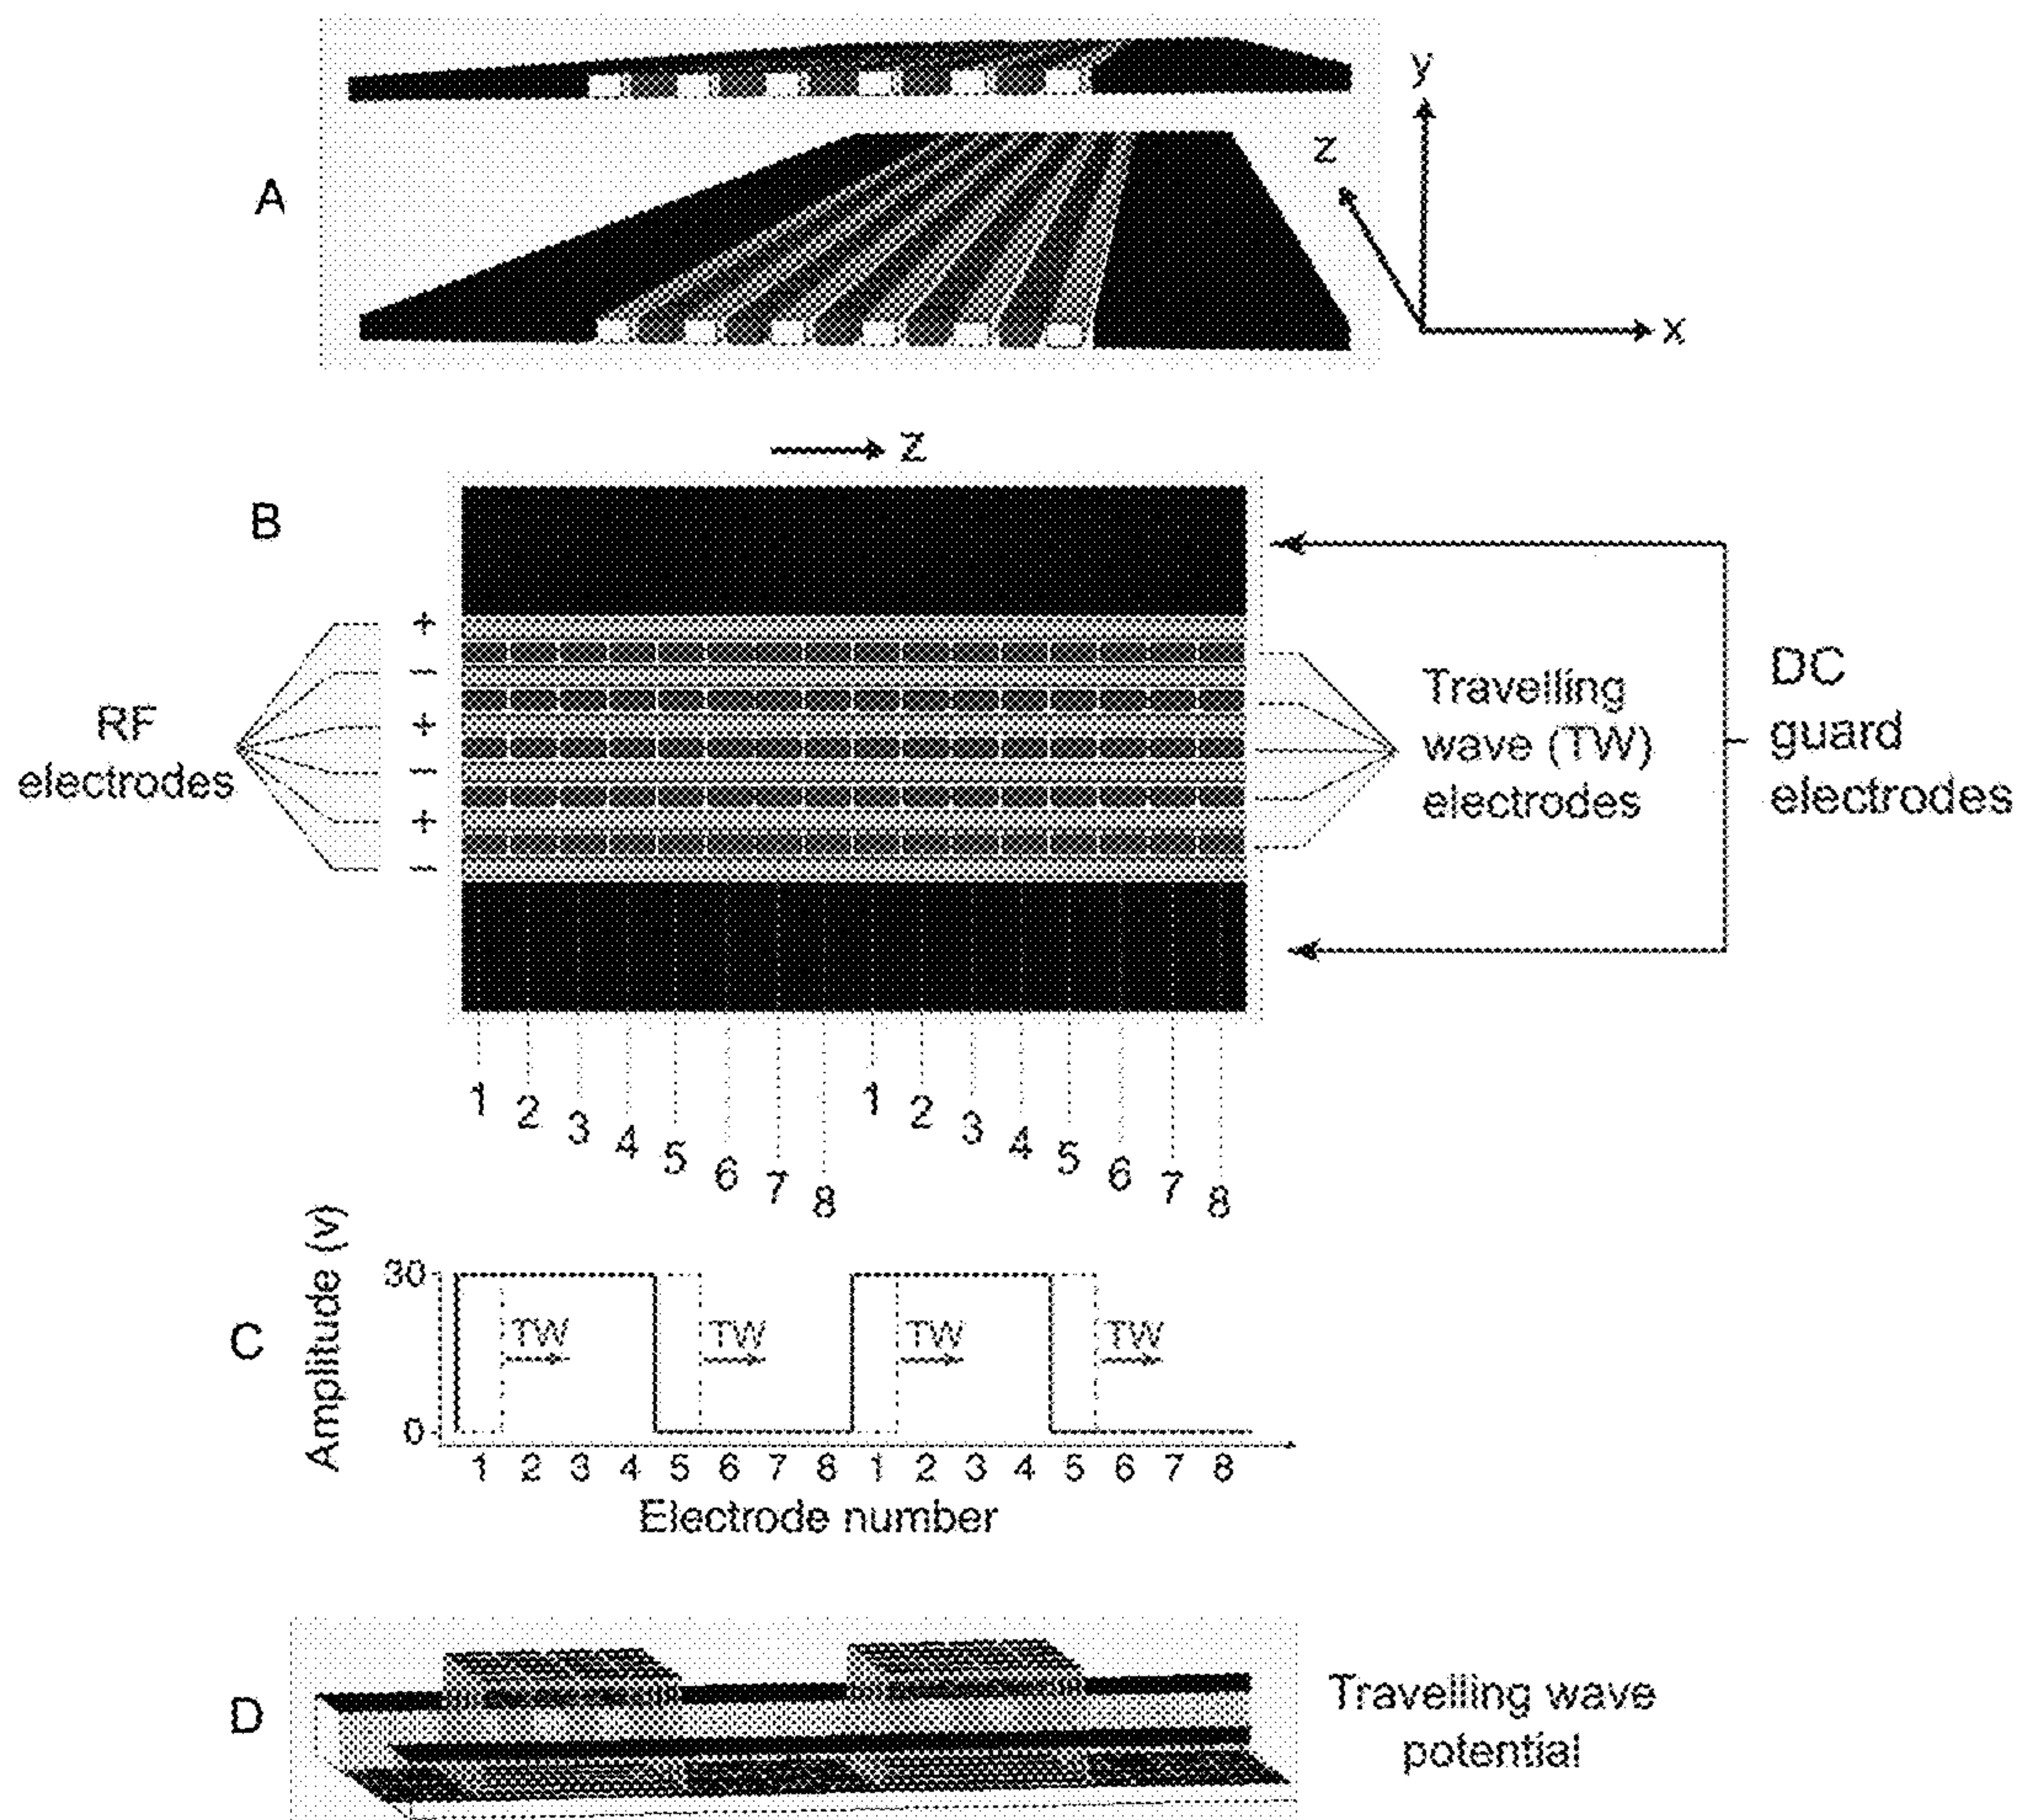 A
y
z
x
z
B
+
−
+
−
+
−
RF
electrodes
Travelling
wave (TW)
electrodes
DC
guard
electrodes
1 2 3 4 5 6 7 8 1 2 3 4 5 6 7 8
C
Amplitude (v)
30
0
TW TW TW TW
1 2 3 4 5 6 7 8 1 2 3 4 5 6 7 8
Electrode number
D
Travelling wave
potential